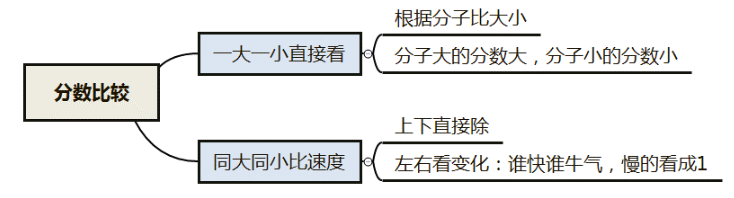 根据分子比大小
一大一小直接看
分子大的分数大，分子小的分数小
分数比较
上下直接除
同大同小比速度
左右看变化：谁快谁牛气，慢的看成1